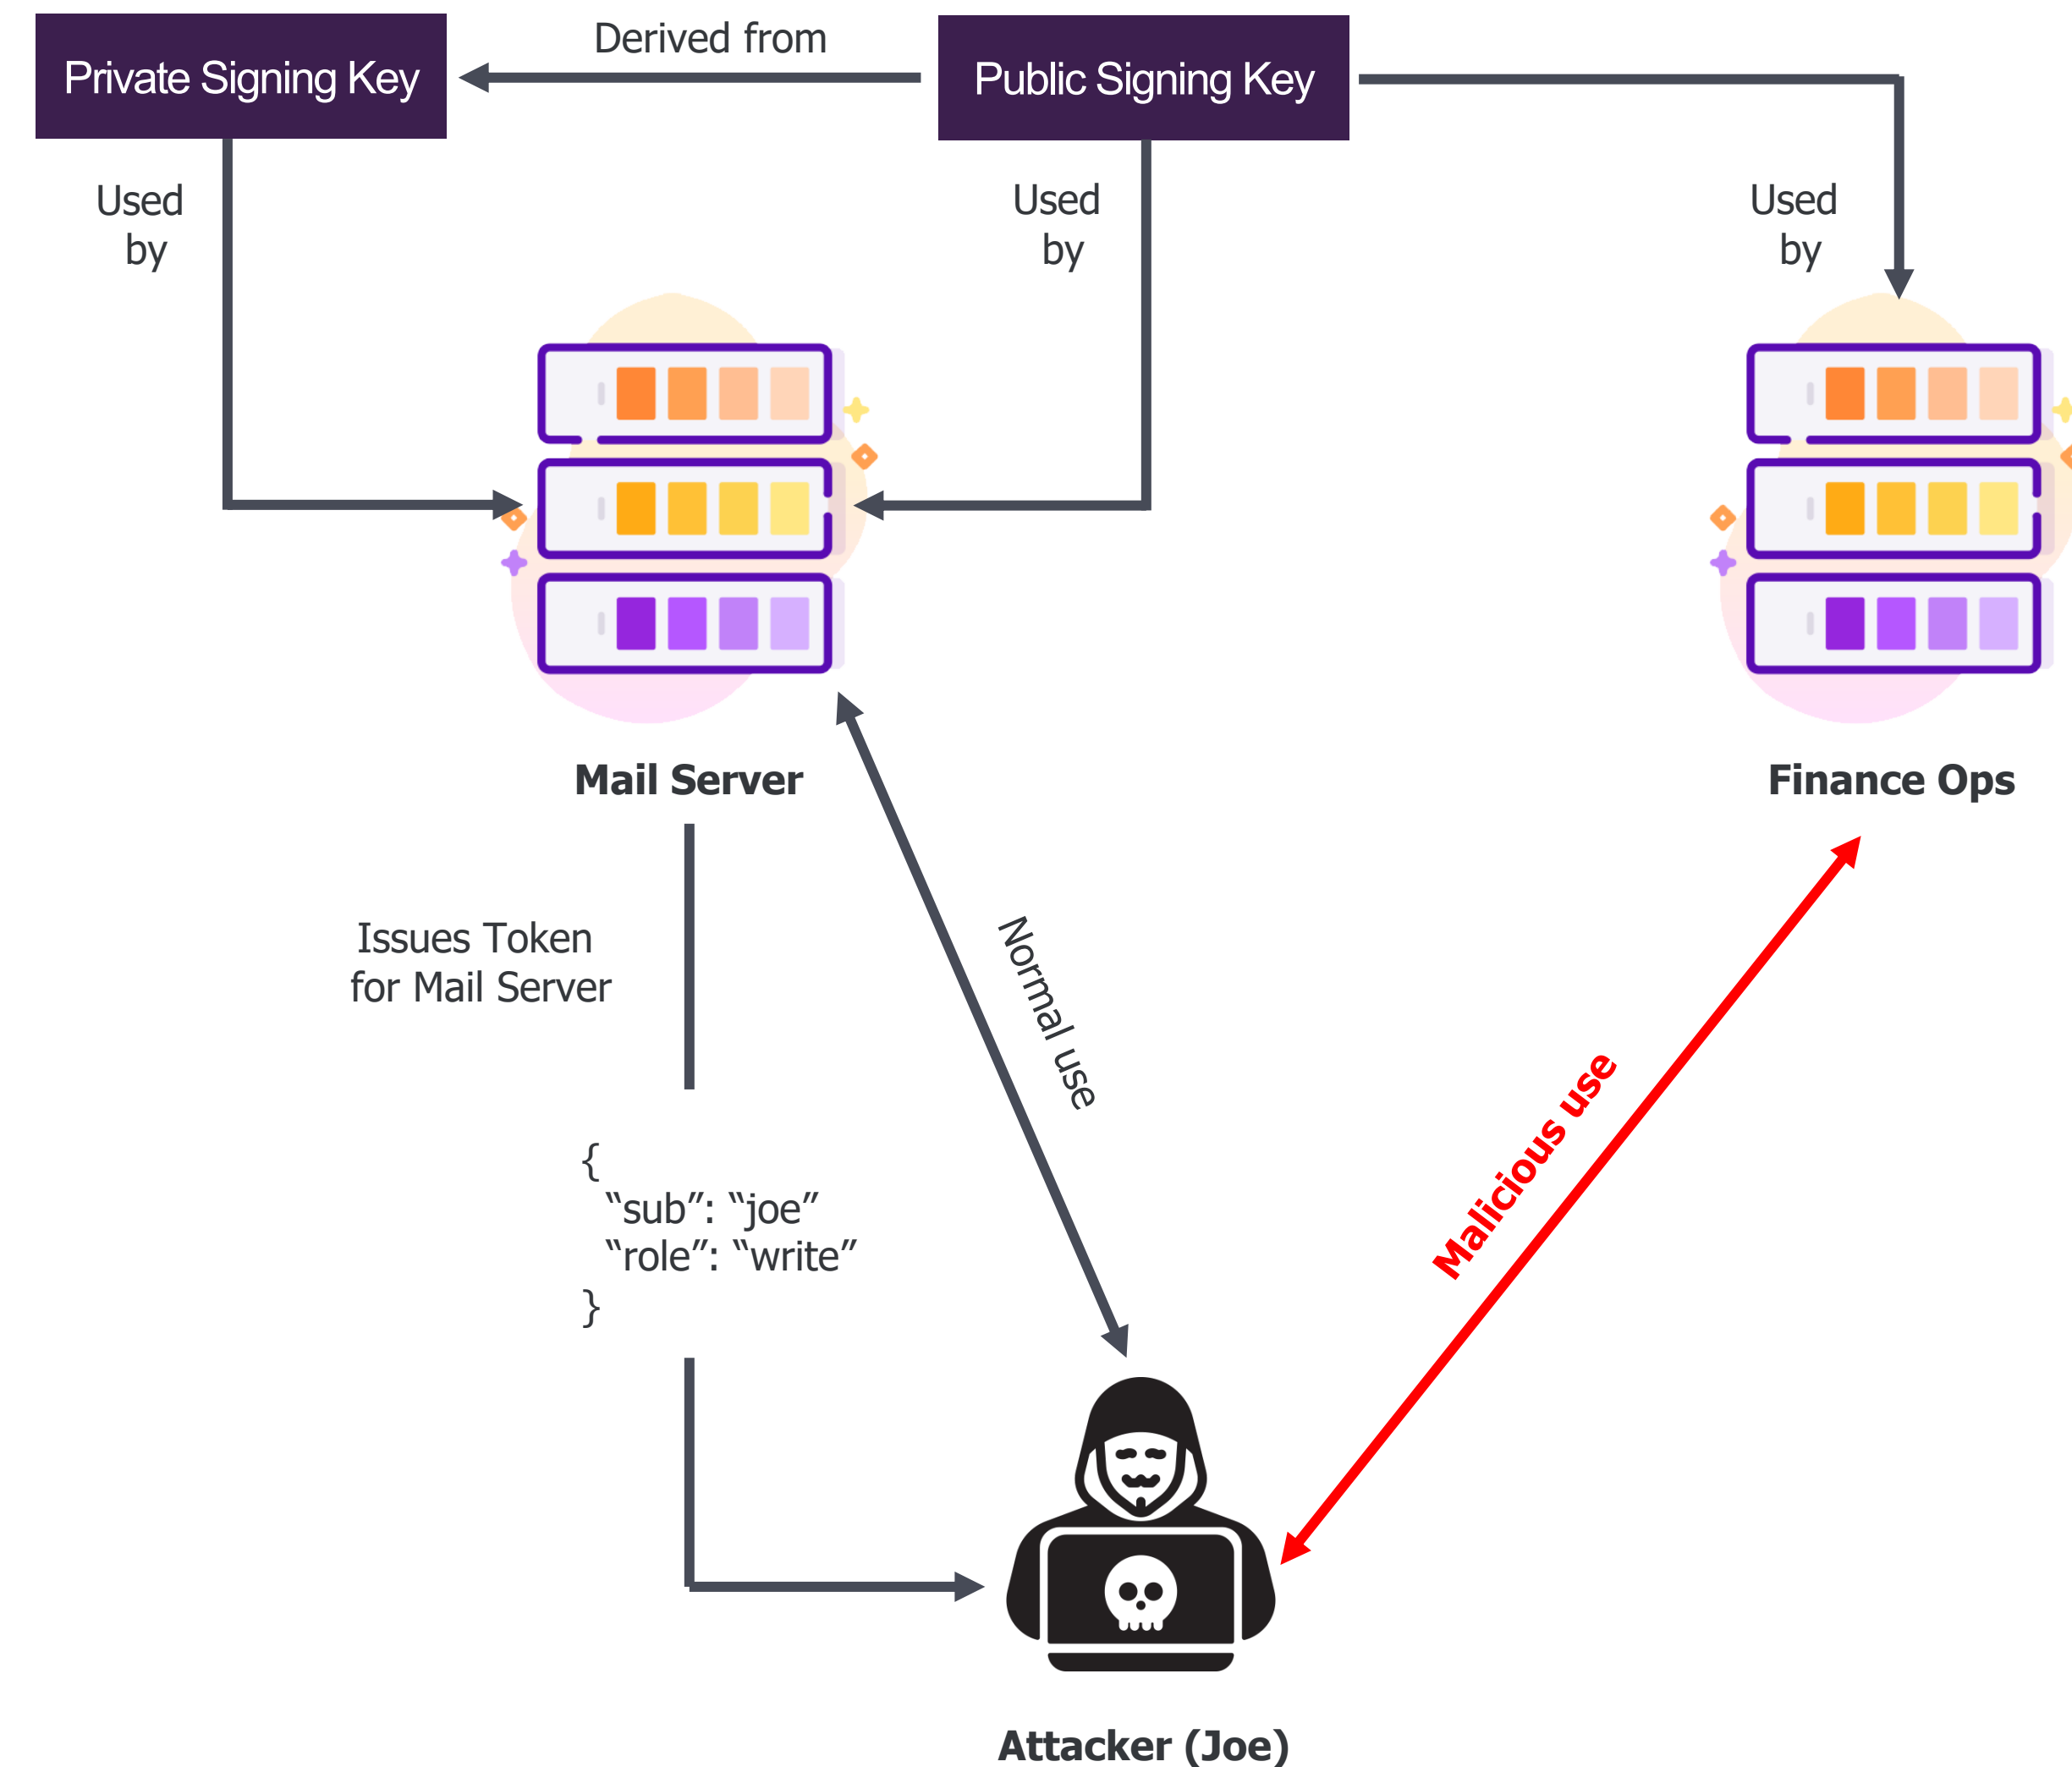 Derived from
Private Signing Key
Public Signing Key
Used
by
Used
by
Used
by
Mail Server
Finance Ops
Issues Token
for Mail Server
Normal use
Malicious use
{
“sub”: “joe”
“role”: “write”
}
Attacker (Joe)